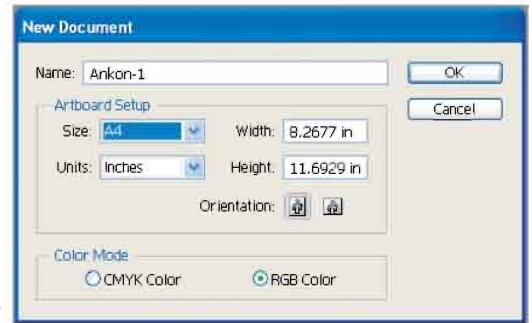 New Document
Name: Ankon-1
OK
Artboard Setup
Cancel
Size: A4 Width: 8.2677 in
Units: Inches Height: 11.6929 in
Orientation:
Color Mode
CMYK Color RGB Color